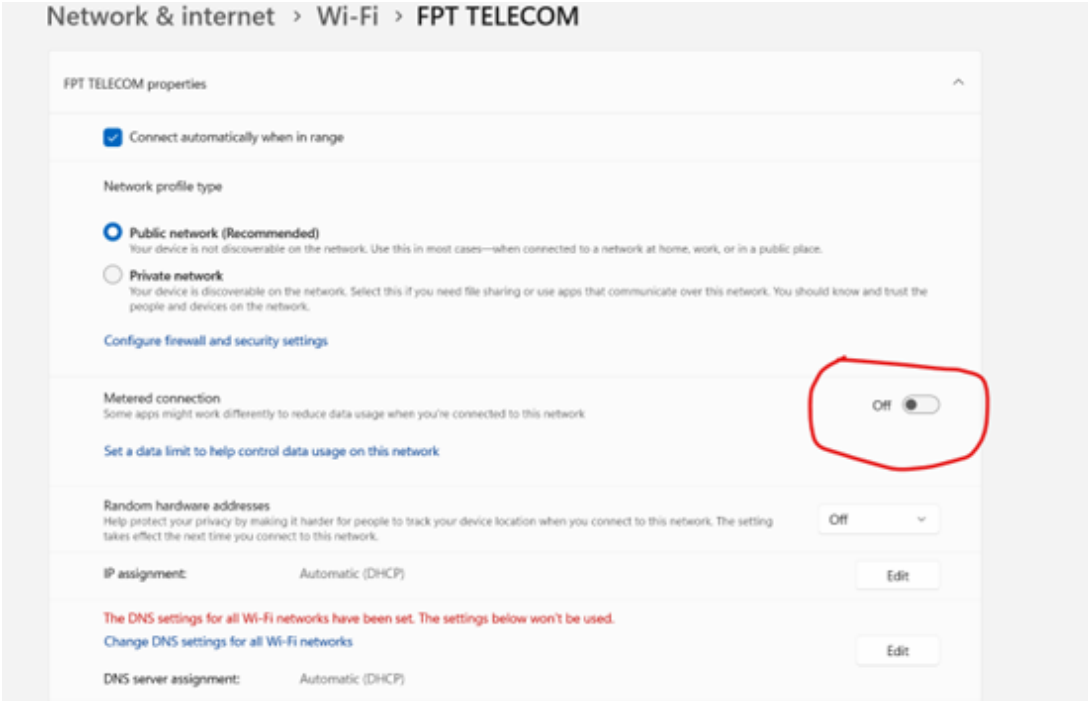 Network & internet > Wi-Fi > FPT TELECOM
FPT TELECOM properties
Connect automatically when in range
Network profile type
Public network (Recommended)
Your device is not discoverable on the network. Use this in most cases—when connected to a network at home, work, or in a public place.
Private network
Your device is discoverable on the network. Select this if you need file sharing or use apps that communicate over this network. You should know and trust the
people and devices on the network.
Configure firewall and security settings
Metered connection
Off
Some apps might work differently to reduce data usage when you're connected to this network
Set a data limit to help control data usage on this network
Random hardware addresses
Help protect your privacy by making it harder for people to track your device location when you connect to this network. The setting
takes effect the next time you connect to this network.
Off
IP assignment: Automatic (DHCP) Edit
The DNS settings for all Wi-Fi networks have been set. The settings below won't be used.
Change DNS settings for all Wi-Fi networks
Edit
DNS server assignment: Automatic (DHCP)